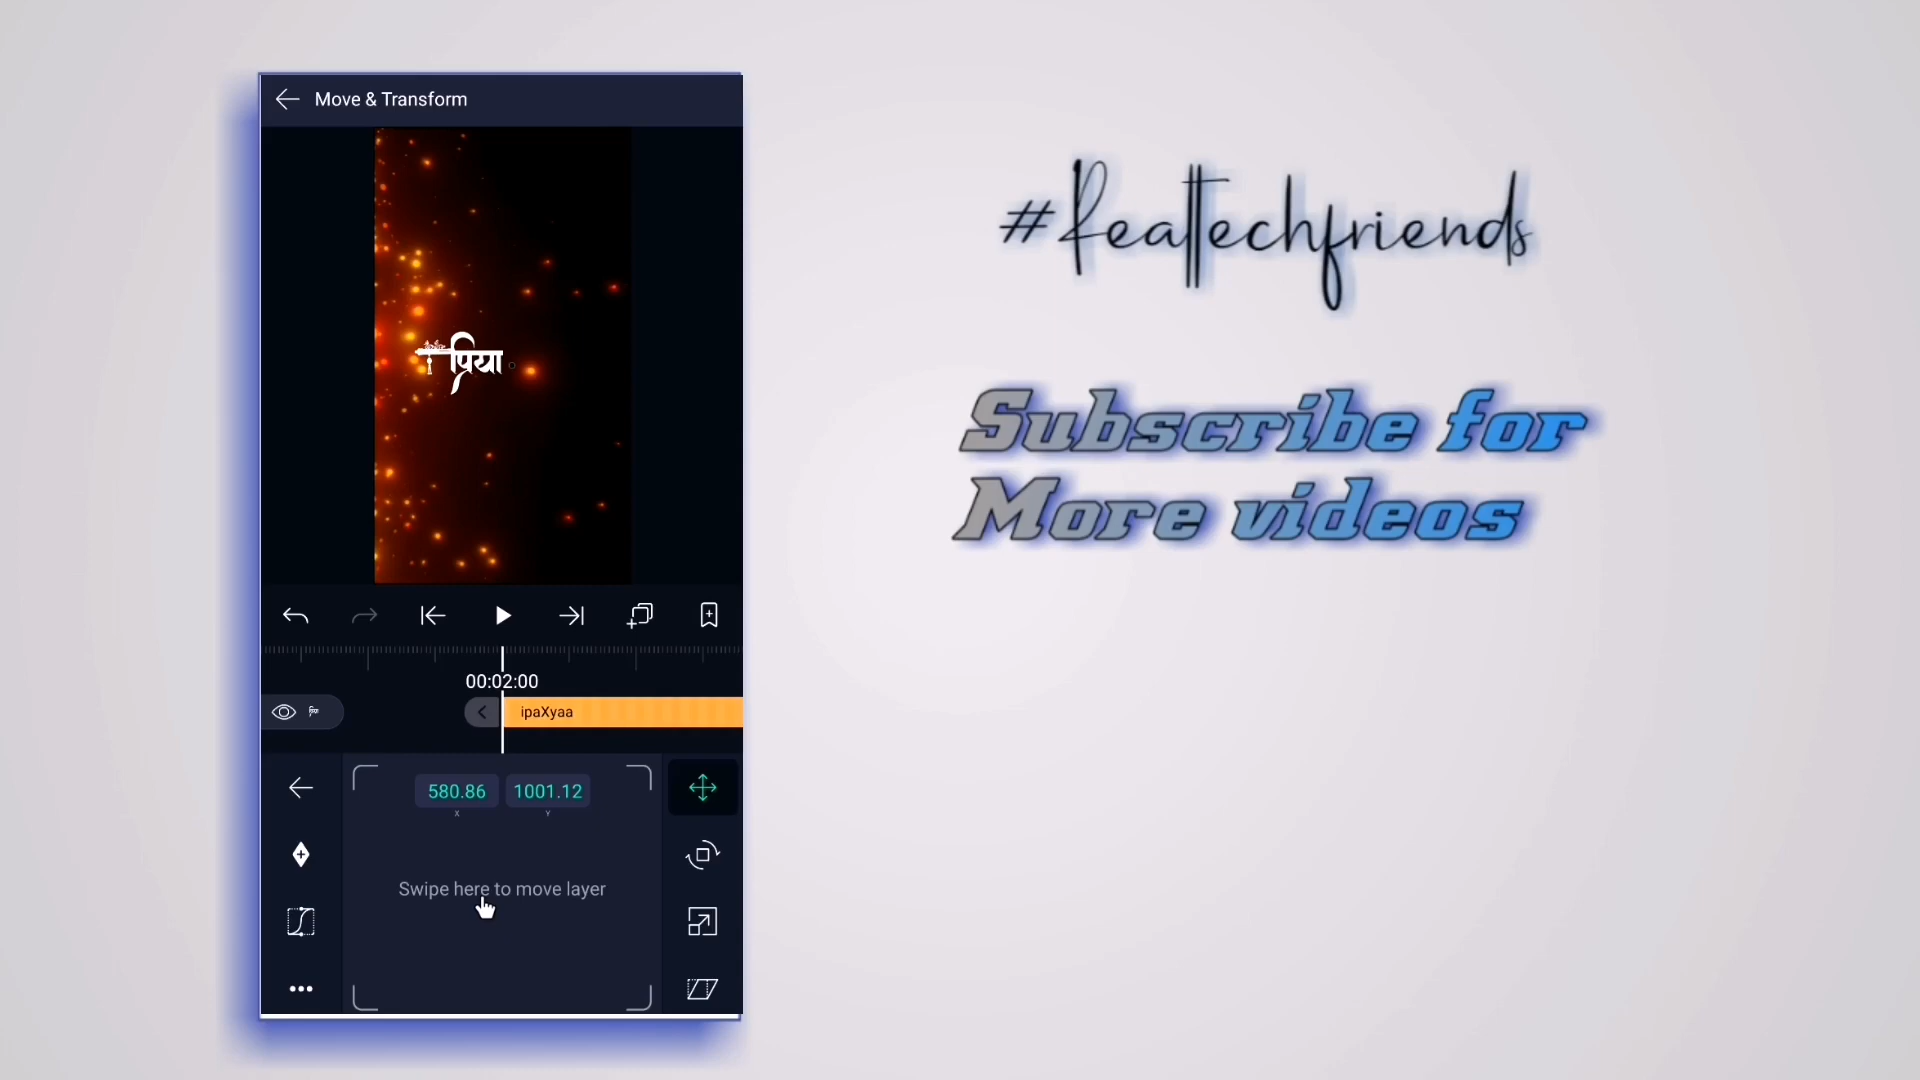 Move & Transform
#Realtechfriends
प्रिया
Subscribe for
More videos
00:02:00
ipaXyaa
580.86 1001.12
X Y
Swipe here to move layer